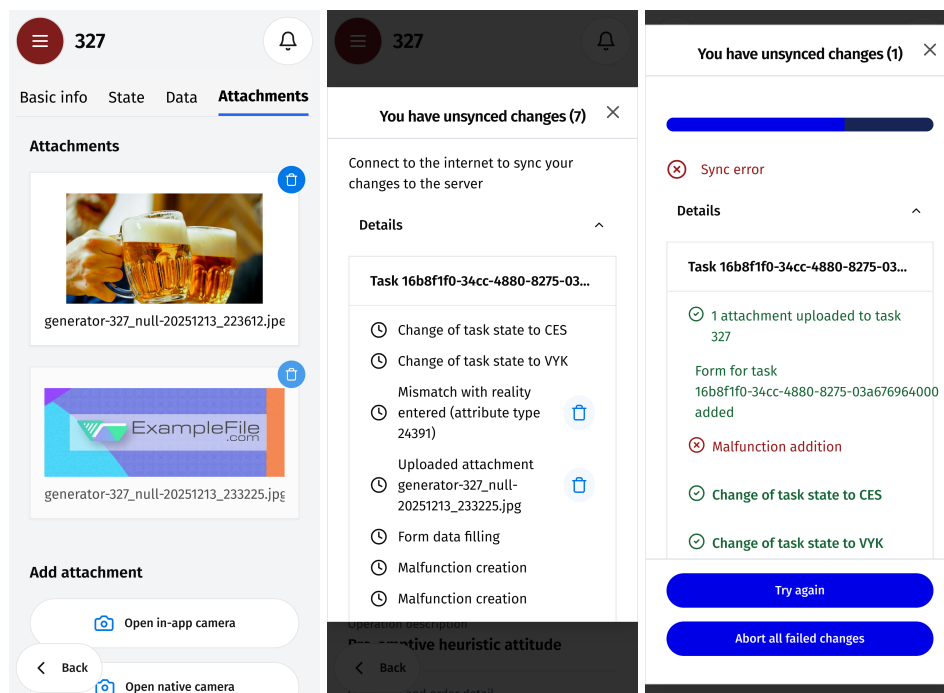 327
Basic info State Data Attachments
Attachments
generator-327_null-20251213_223612.jpe
ExampleFile
.com
generator-327_null-20251213_233225.jpg
Add attachment
Open in-app camera
Back
Open native camera
327
You have unsynced changes (7)
Connect to the internet to sync your
changes to the server
Details
Task 16b8f1f0-34cc-4880-8275-03...
Change of task state to CES
Change of task state to VYK
Mismatch with reality
entered (attribute type
24391)
Uploaded attachment
generator-327_null-
20251213_233225.jpg
Form data filling
Malfunction creation
Malfunction creation
Operation description
heuristic attitude
Back
You have unsynced changes (1)
Sync error
Details
Task 16b8f1f0-34cc-4880-8275-03...
1 attachment uploaded to task
327
Form for task
16b8f1f0-34cc-4880-8275-03a676964000
added
Malfunction addition
Change of task state to CES
Change of task state to VYK
Try again
Abort all failed changes